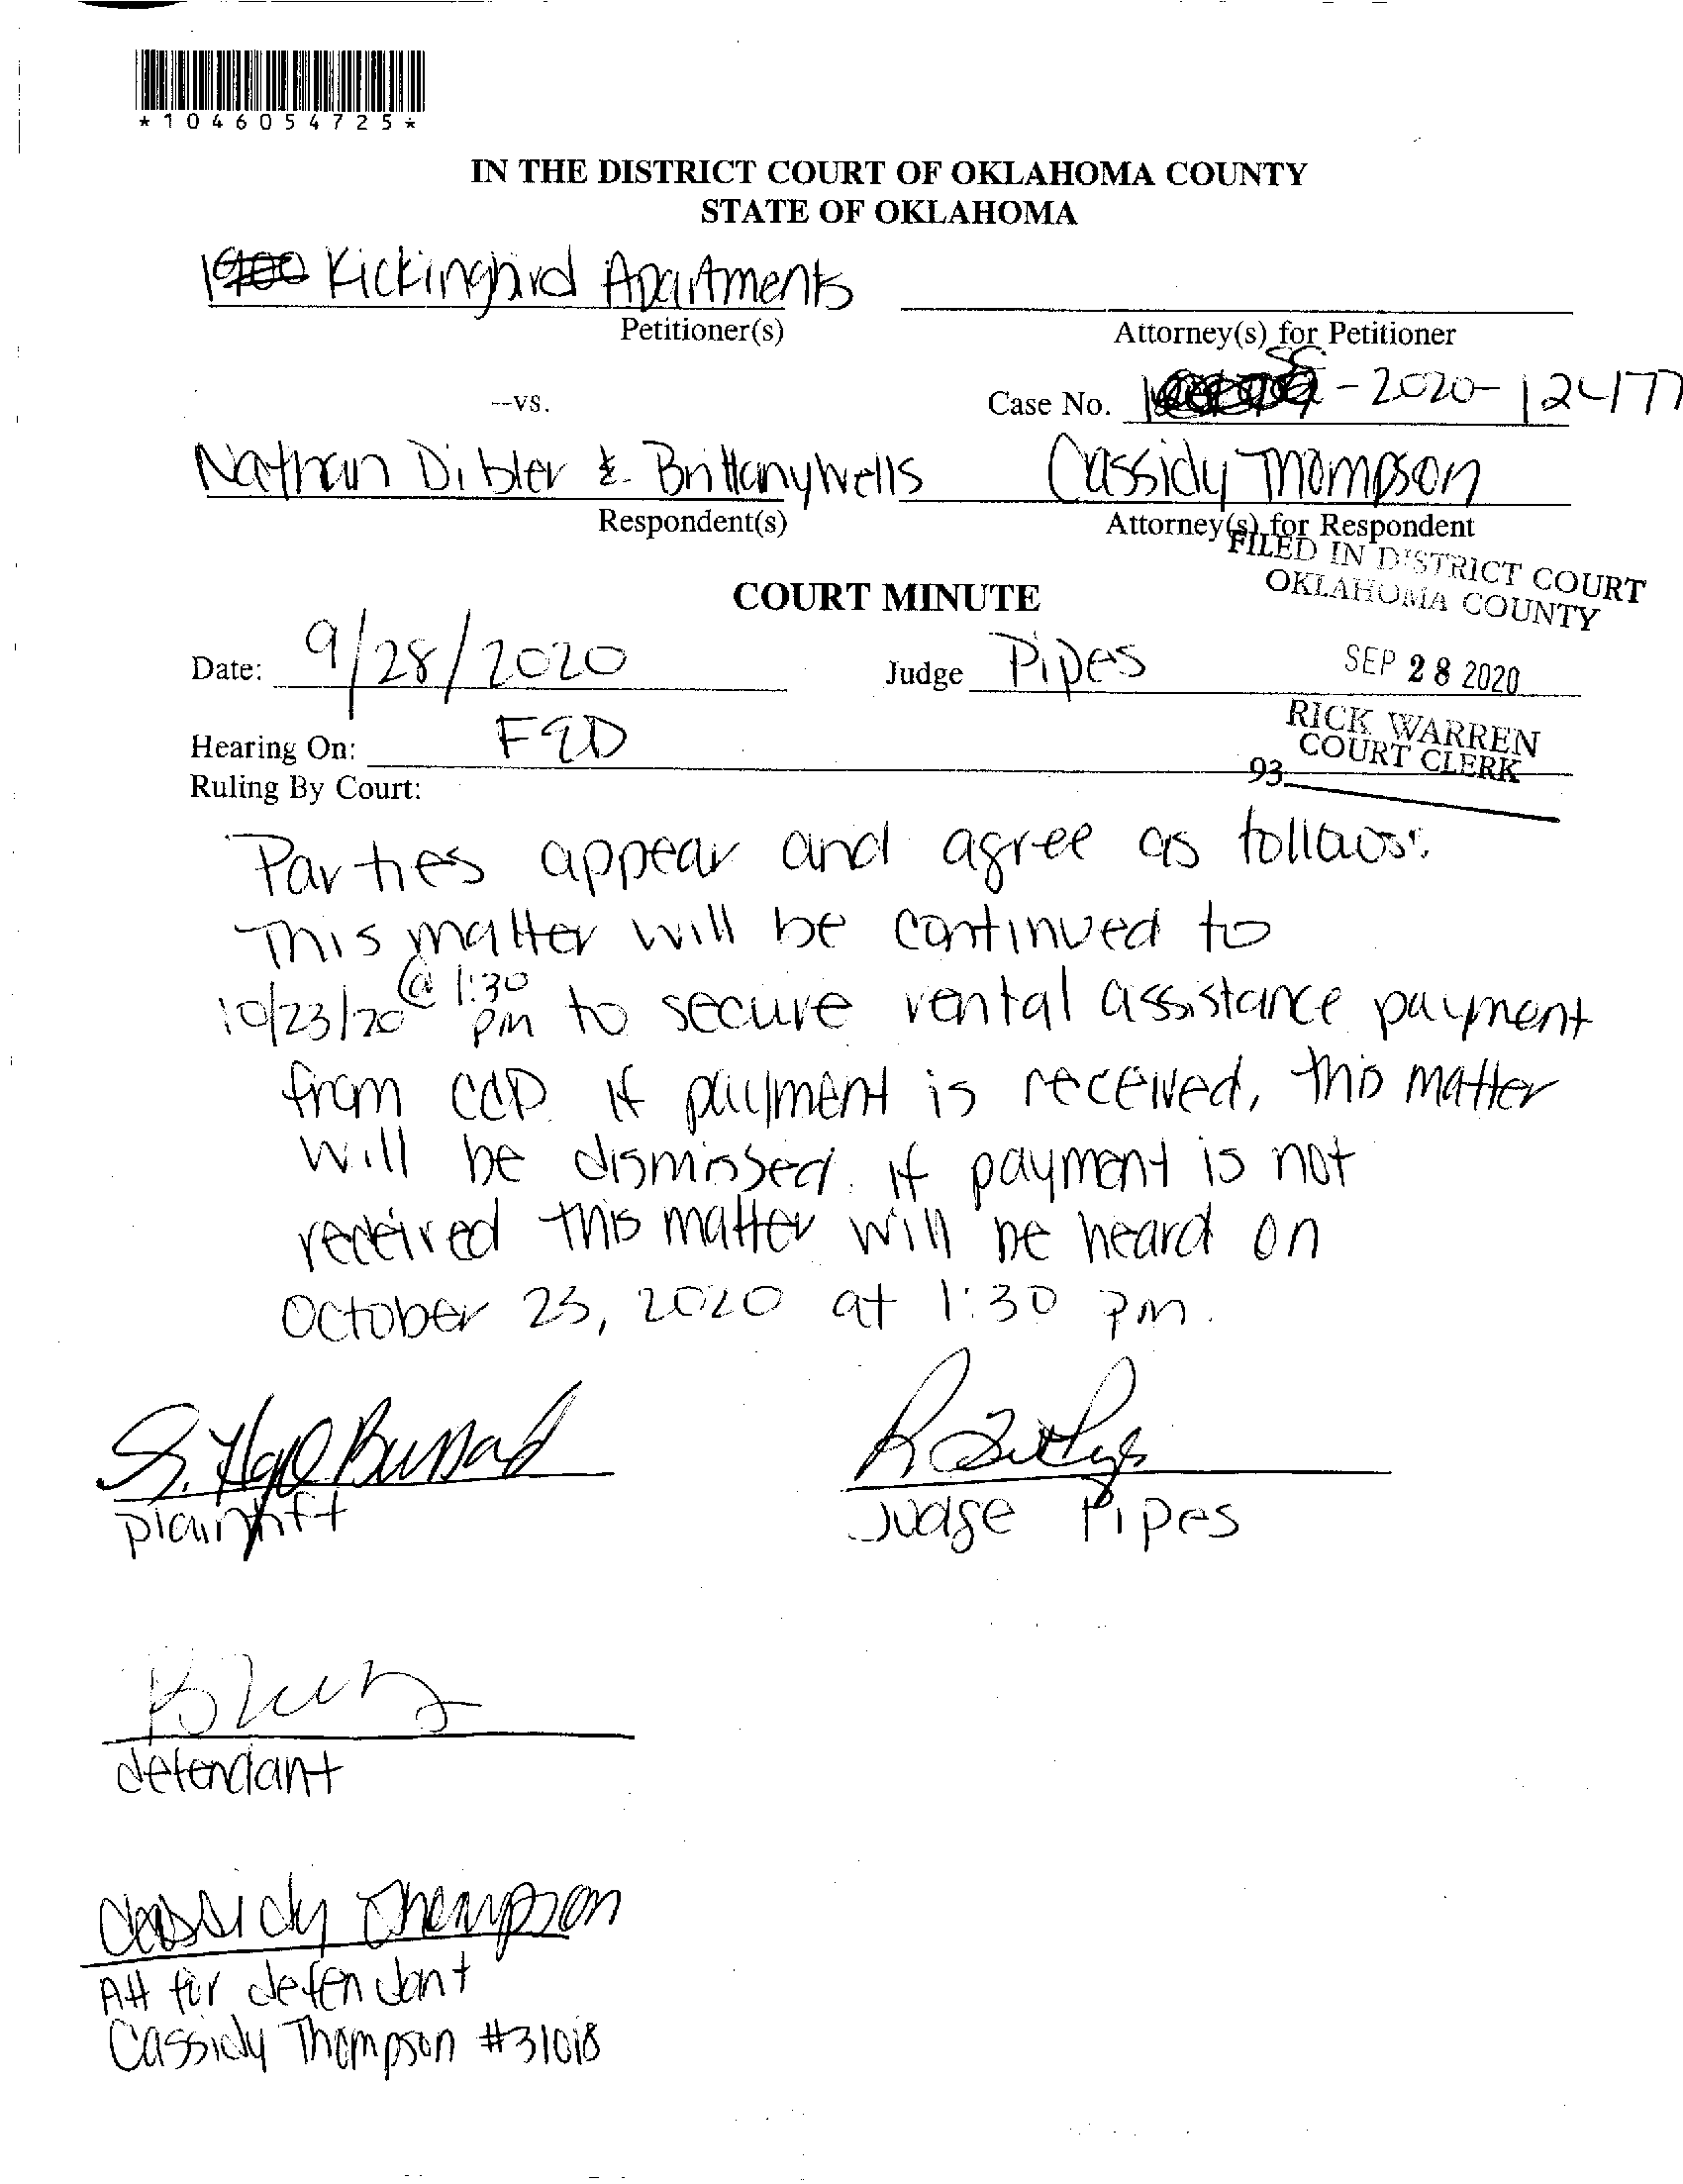 *1046054725*
IN THE DISTRICT COURT OF OKLAHOMA COUNTY
STATE OF OKLAHOMA
Kickingbird Apartments
Petitioner(s)
Attorney(s) for Petitioner
--vs.
Case No. SC-2020-12477
Nathan Dibler & Brittany Wells
Cassidy Thompson
Respondent(s)
Attorney(s) for Respondent
FILED IN DISTRICT COURT
OKLAHOMA COUNTY
COURT MINUTE
Date: 9/28/2020
Judge Pipes
SEP 28 2020
Hearing On: FED
RICK WARREN
COURT CLERK
93
Ruling By Court:
Parties appear and agree as follows:
This matter will be continued to
10/23/20 @ 1:30 pm to secure rental assistance payment
from CCP. If payment is received, this matter
will be dismissed. If payment is not
received this matter will be heard on
October 23, 2020 at 1:30 pm.
plaintiff
Judge Pipes
defendant
Cassidy Thompson
Att for defendant
Cassidy Thompson #31018